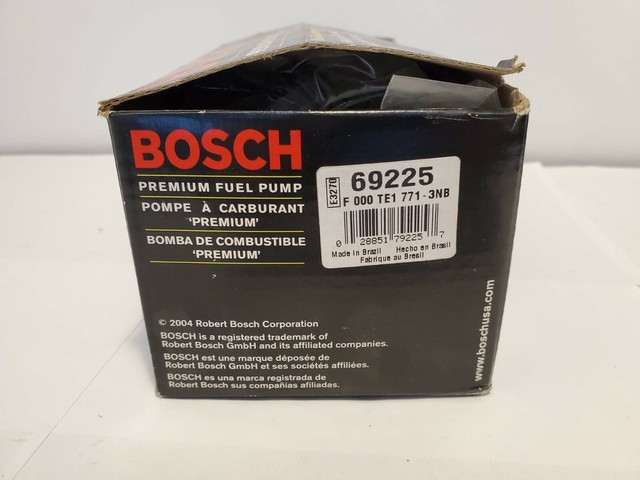 BOSCH
PREMIUM FUEL PUMP
POMPE À CARBURANT
'PREMIUM'
BOMBA DE COMBUSTIBLE
'PREMIUM'
E3270
69225
F 000 TE1 771-3NB
0 28851 79225 7
Made in Brazil Hecho en Brasil
Fabrique au Bresil
© 2004 Robert Bosch Corporation
BOSCH is a registered trademark of
Robert Bosch GmbH and its affiliated companies.
BOSCH est une marque déposée de
Robert Bosch GmbH et ses sociétés affiliées.
BOSCH es una marca registrada de
Robert Bosch sus compañías afiliadas.
www.boschusa.com